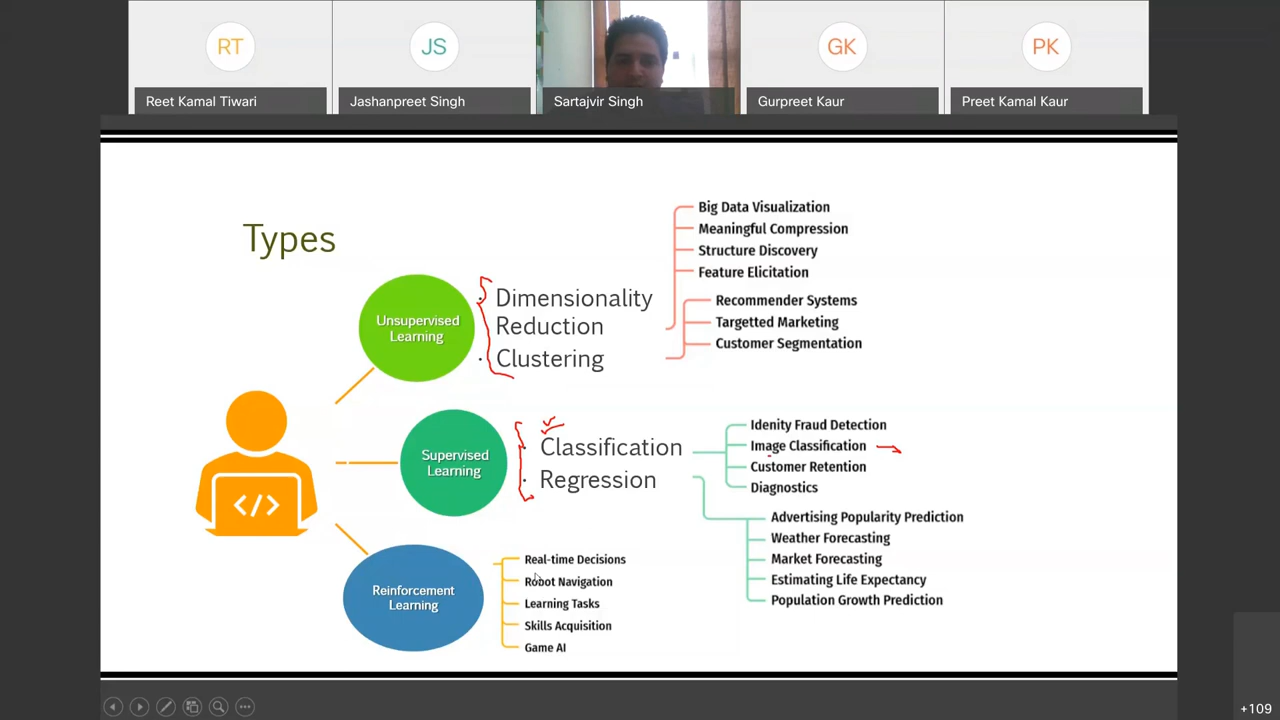 RT
JS
GK
PK
Reet Kamal Tiwari
Jashanpreet Singh
Sartajvir Singh
Gurpreet Kaur
Preet Kamal Kaur
Types
Unsupervised
Learning
· Dimensionality
Reduction
· Clustering
Big Data Visualization
Meaningful Compression
Structure Discovery
Feature Elicitation
Recommender Systems
Targetted Marketing
Customer Segmentation
</>
Supervised
Learning
· Classification
· Regression
Idenity Fraud Detection
Image Classification
Customer Retention
Diagnostics
Advertising Popularity Prediction
Weather Forecasting
Market Forecasting
Estimating Life Expectancy
Population Growth Prediction
Reinforcement
Learning
Real-time Decisions
Robot Navigation
Learning Tasks
Skills Acquisition
Game AI
+109